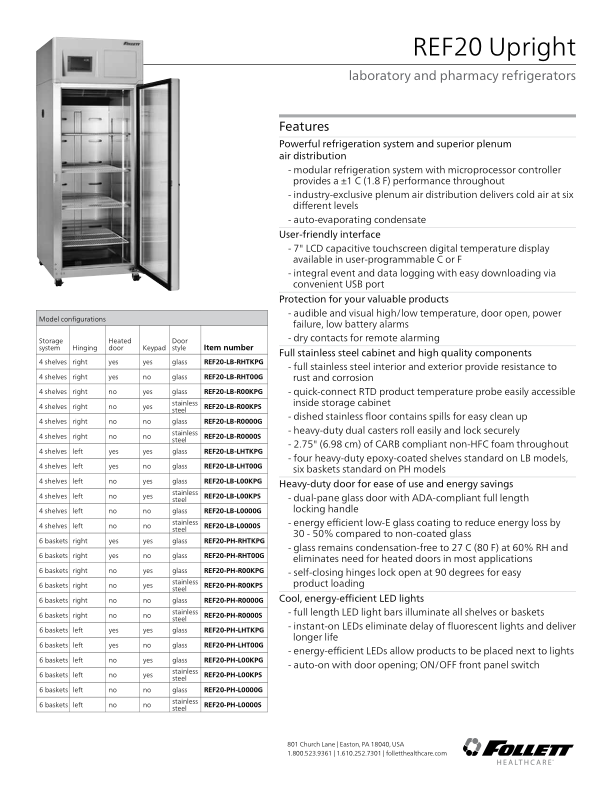 REF20 Upright
laboratory and pharmacy refrigerators
FOLLETT
Features
Powerful refrigeration system and superior plenum
air distribution
- modular refrigeration system with microprocessor controller
provides a ±1 C (1.8 F) performance throughout
- industry-exclusive plenum air distribution delivers cold air at six
different levels
- auto-evaporating condensate
User-friendly interface
- 7" LCD capacitive touchscreen digital temperature display
available in user-programmable C or F
- integral event and data logging with easy downloading via
convenient USB port
Protection for your valuable products
- audible and visual high/low temperature, door open, power
failure, low battery alarms
- dry contacts for remote alarming
Full stainless steel cabinet and high quality components
- full stainless steel interior and exterior provide resistance to
rust and corrosion
- quick-connect RTD product temperature probe easily accessible
inside storage cabinet
- dished stainless floor contains spills for easy clean up
- heavy-duty dual casters roll easily and lock securely
- 2.75" (6.98 cm) of CARB compliant non-HFC foam throughout
- four heavy-duty epoxy-coated shelves standard on LB models,
six baskets standard on PH models
Heavy-duty door for ease of use and energy savings
- dual-pane glass door with ADA-compliant full length
locking handle
- energy efficient low-E glass coating to reduce energy loss by
30 - 50% compared to non-coated glass
- glass remains condensation-free to 27 C (80 F) at 60% RH and
eliminates need for heated doors in most applications
- self-closing hinges lock open at 90 degrees for easy
product loading
Cool, energy-efficient LED lights
- full length LED light bars illuminate all shelves or baskets
- instant-on LEDs eliminate delay of fluorescent lights and deliver
longer life
- energy-efficient LEDs allow products to be placed next to lights
- auto-on with door opening; ON/OFF front panel switch
Model configurations
Storage system Hinging Heated door Keypad Door style Item number
4 shelves right yes yes glass REF20-LB-RHTKPG
4 shelves right yes no glass REF20-LB-RHT00G
4 shelves right no yes glass REF20-LB-R00KPG
4 shelves right no yes stainless steel REF20-LB-R00KPS
4 shelves right no no glass REF20-LB-R0000G
4 shelves right no no stainless steel REF20-LB-R0000S
4 shelves left yes yes glass REF20-LB-LHTKPG
4 shelves left yes no glass REF20-LB-LHT00G
4 shelves left no yes glass REF20-LB-L00KPG
4 shelves left no yes stainless steel REF20-LB-L00KPS
4 shelves left no no glass REF20-LB-L0000G
4 shelves left no no stainless steel REF20-LB-L0000S
6 baskets right yes yes glass REF20-PH-RHTKPG
6 baskets right yes no glass REF20-PH-RHT00G
6 baskets right no yes glass REF20-PH-R00KPG
6 baskets right no yes stainless steel REF20-PH-R00KPS
6 baskets right no no glass REF20-PH-R0000G
6 baskets right no no stainless steel REF20-PH-R0000S
6 baskets left yes yes glass REF20-PH-LHTKPG
6 baskets left yes no glass REF20-PH-LHT00G
6 baskets left no yes glass REF20-PH-L00KPG
6 baskets left no yes stainless steel REF20-PH-L00KPS
6 baskets left no no glass REF20-PH-L0000G
6 baskets left no no stainless steel REF20-PH-L0000S
801 Church Lane | Easton, PA 18040, USA
1.800.523.9361 | 1.610.252.7301 | folletthealthcare.com
FOLLETT
HEALTHCARE